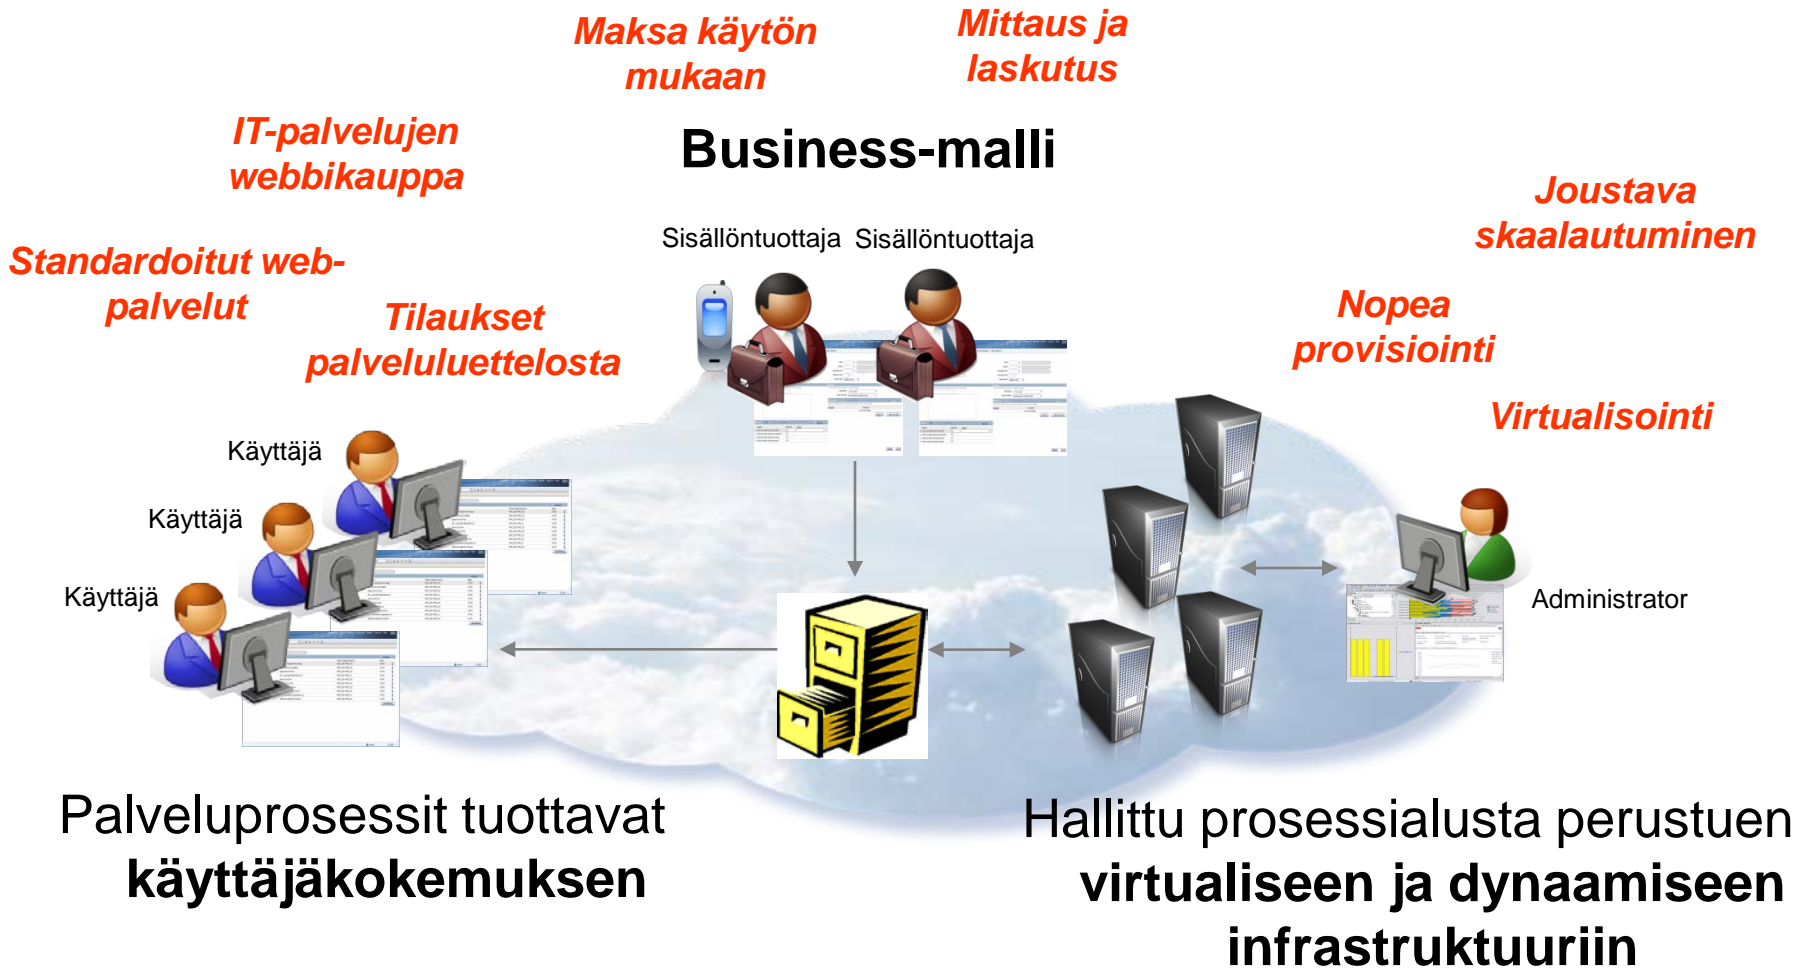 Maksa käytön
mukaan
Mittaus ja
laskutus
IT-palvelujen
webbikauppa
Business-malli
Joustava
skaalautuminen
Sisällöntuottaja
Sisällöntuottaja
Standardoitut web-
palvelut
Tilaukset
palveluluettelosta
Nopea
provisiointi
Virtualisointi
Käyttäjä
Käyttäjä
Käyttäjä
Administrator
Palveluprosessit tuottavat
käyttäjäkokemuksen
Hallittu prosessialusta perustuen
virtualiseen ja dynaamiseen
infrastruktuuriin